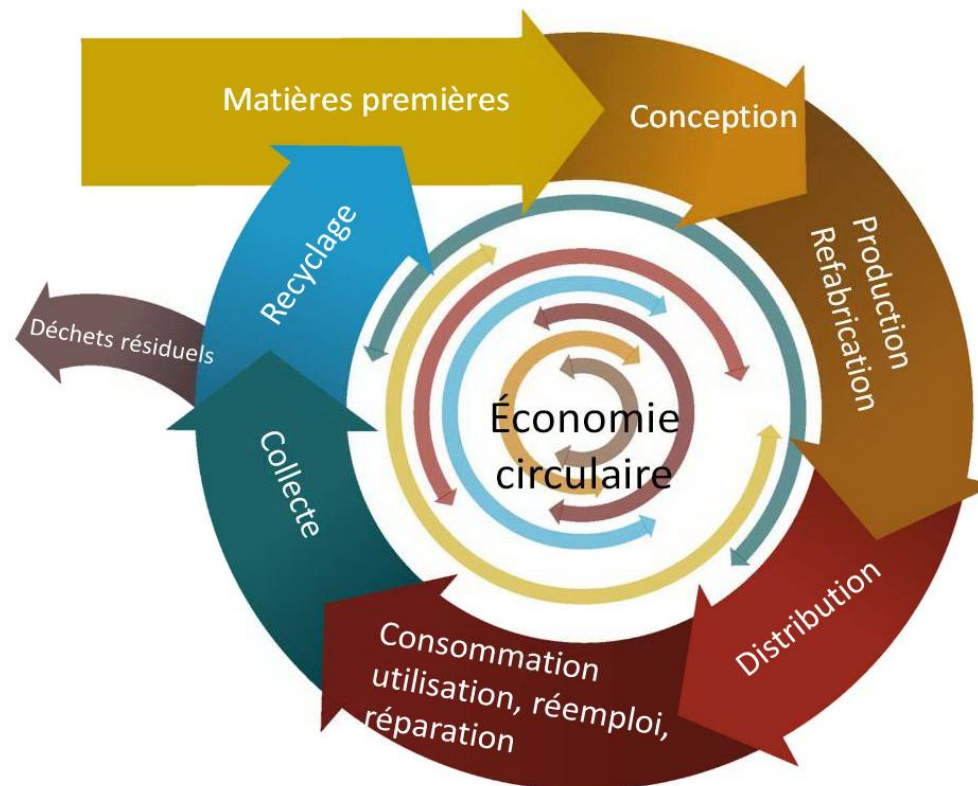 Matières premières
Conception
Production
Refabrication
Distribution
Consommation
utilisation, réemploi,
réparation
Collecte
Recyclage
Déchets résiduels
Économie
circulaire